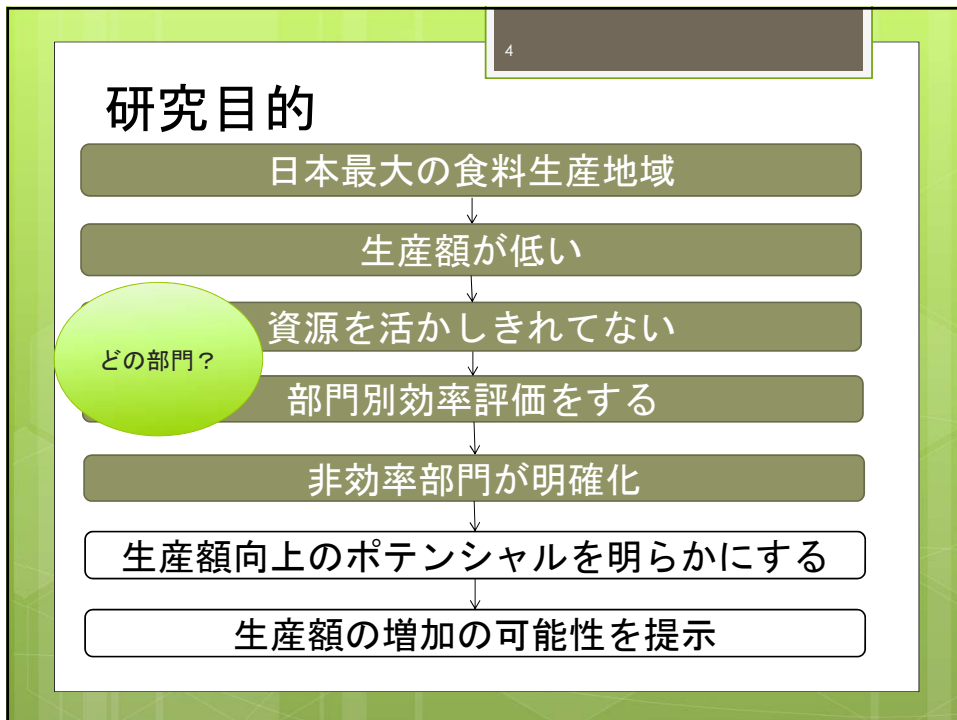 4
研究目的
日本最大の食料生産地域
生産額が低い
資源を活かしきれてない
どの部門？
部門別効率評価をする
非効率部門が明確化
生産額向上のポテンシャルを明らかにする
生産額の増加の可能性を提示